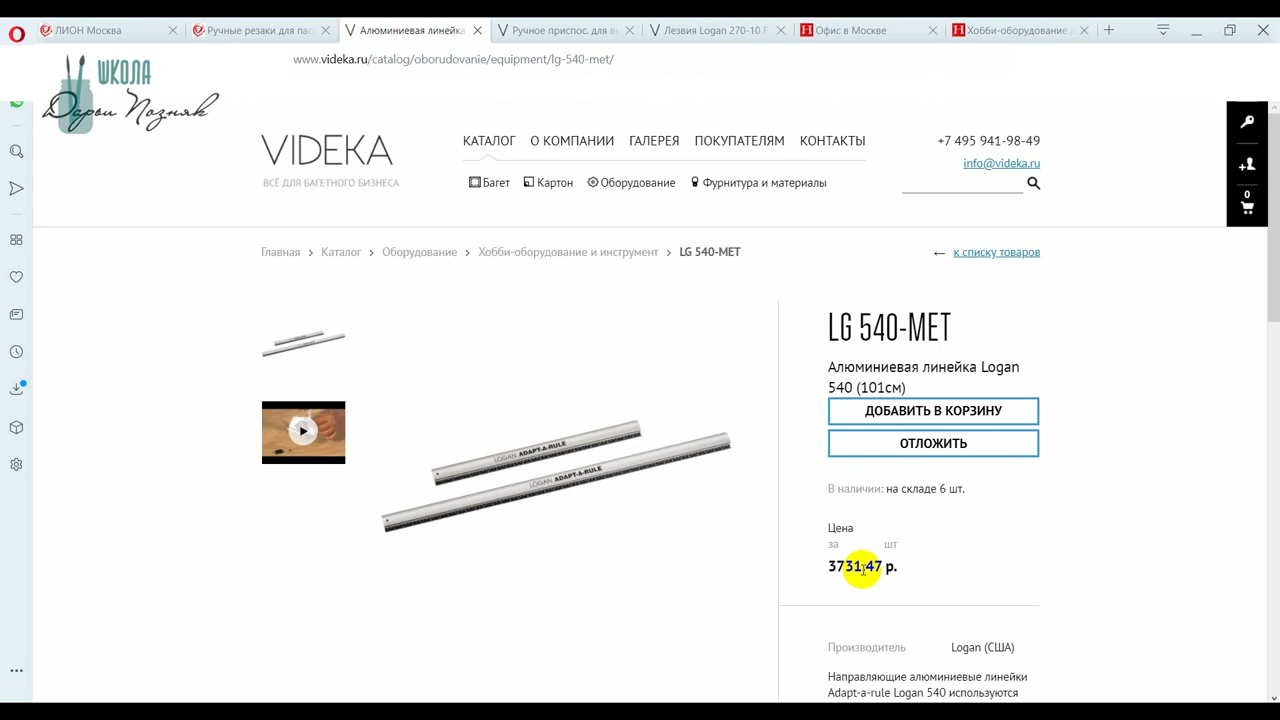 ЛИОН Москва
Ручные резаки для пас
Алюминиевая линейка
Ручное приспос. для в
Лезвия Logan 270-10
Офис в Москве
Хобби-оборудование
www.videka.ru/catalog/oborudovanie/equipment/lg-540-met/
ШКОЛА
Дарьи Позняк
VIDEKA
ВСЁ ДЛЯ БАГЕТНОГО БИЗНЕСА
КАТАЛОГ О КОМПАНИИ ГАЛЕРЕЯ ПОКУПАТЕЛЯМ КОНТАКТЫ
Багет Картон Оборудование Фурнитура и материалы
+7 495 941-98-49
info@videka.ru
0
Главная > Каталог > Оборудование > Хобби-оборудование и инструмент > LG 540-MET
← к списку товаров
LOGAN ADAPT-A-RULE
LOGAN ADAPT-A-RULE
LG 540-MET
Алюминиевая линейка Logan
540 (101см)
ДОБАВИТЬ В КОРЗИНУ
ОТЛОЖИТЬ
В наличии: на складе 6 шт.
Цена
за шт
3731.47 р.
Производитель Logan (США)
Направляющие алюминиевые линейки
Adapt-a-rule Logan 540 используются